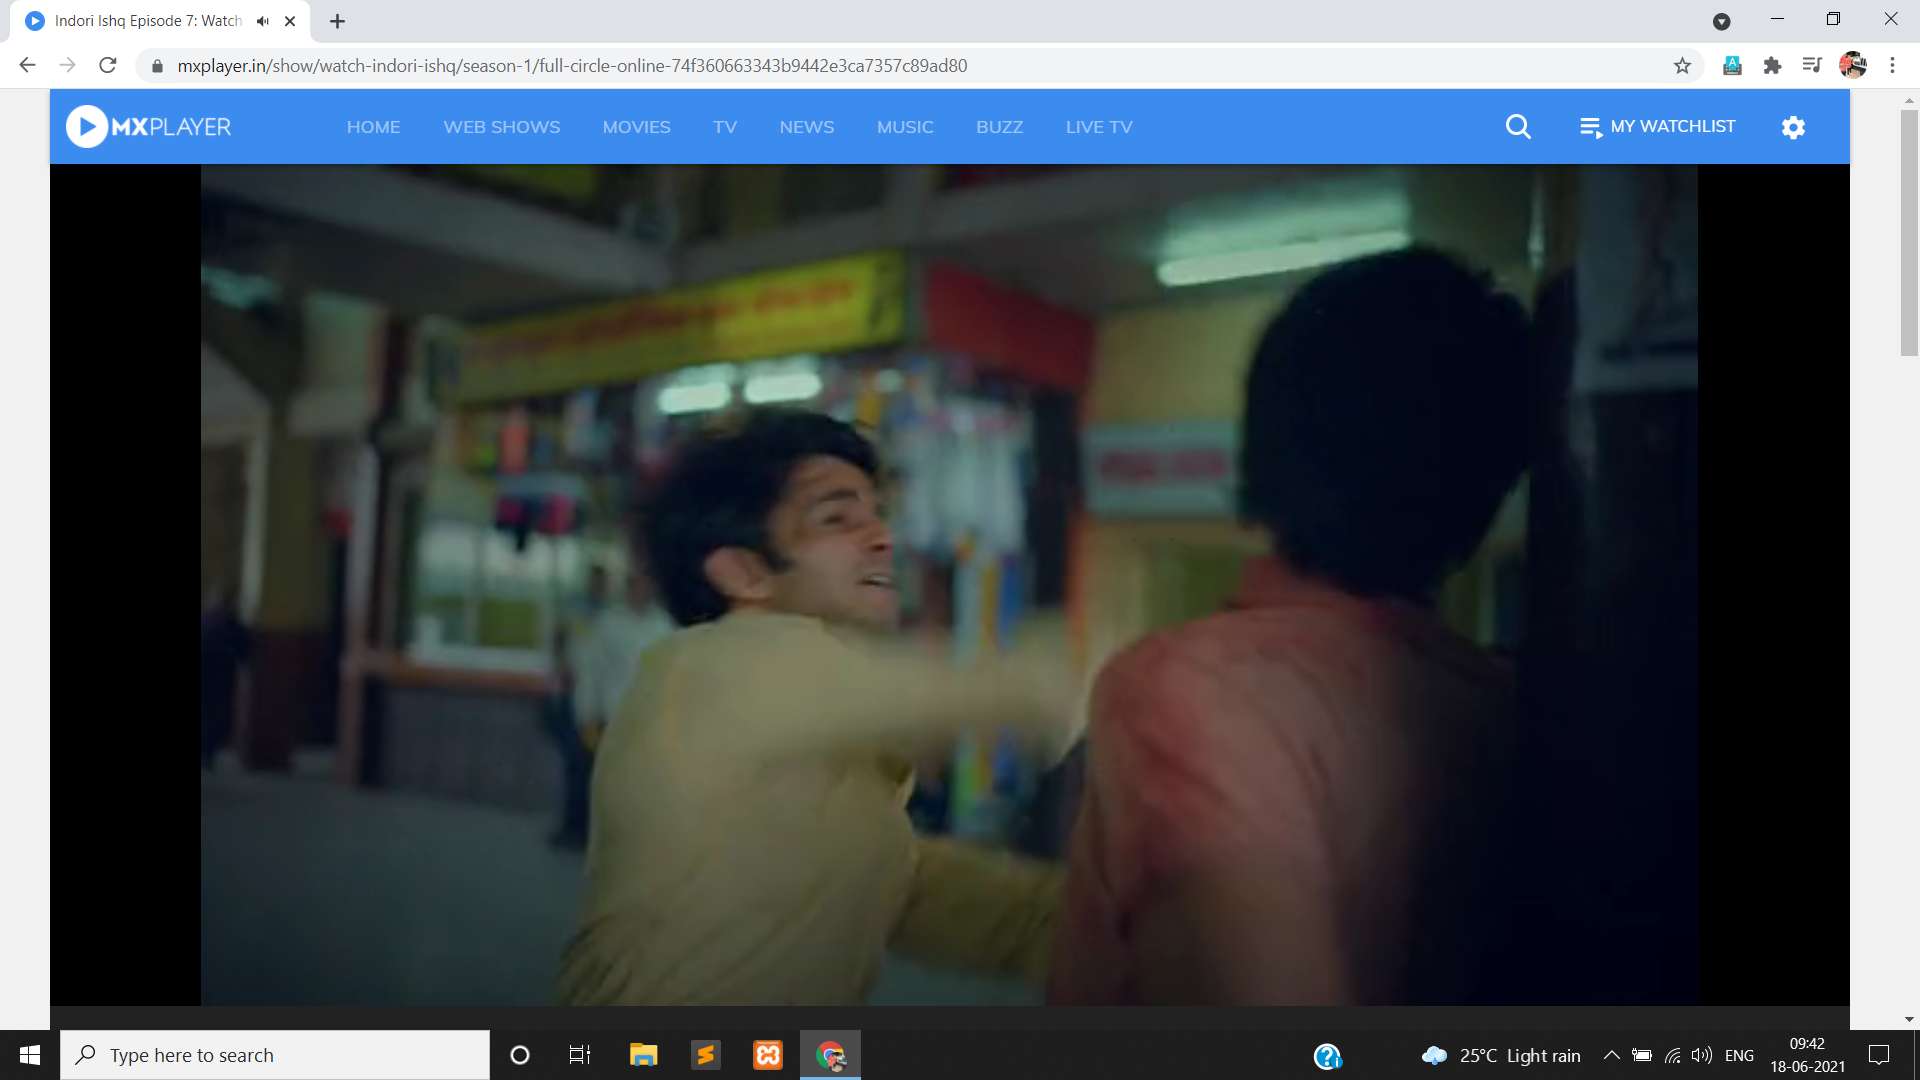 Indori Ishq Episode 7: Watch
mxplayer.in/show/watch-indori-ishq/season-1/full-circle-online-74f360663343b9442e3ca7357c89ad80
MXPLAYER
HOME
WEB SHOWS
MOVIES
TV
NEWS
MUSIC
BUZZ
LIVE TV
MY WATCHLIST
Type here to search
25°C Light rain
ENG
09:42
18-06-2021